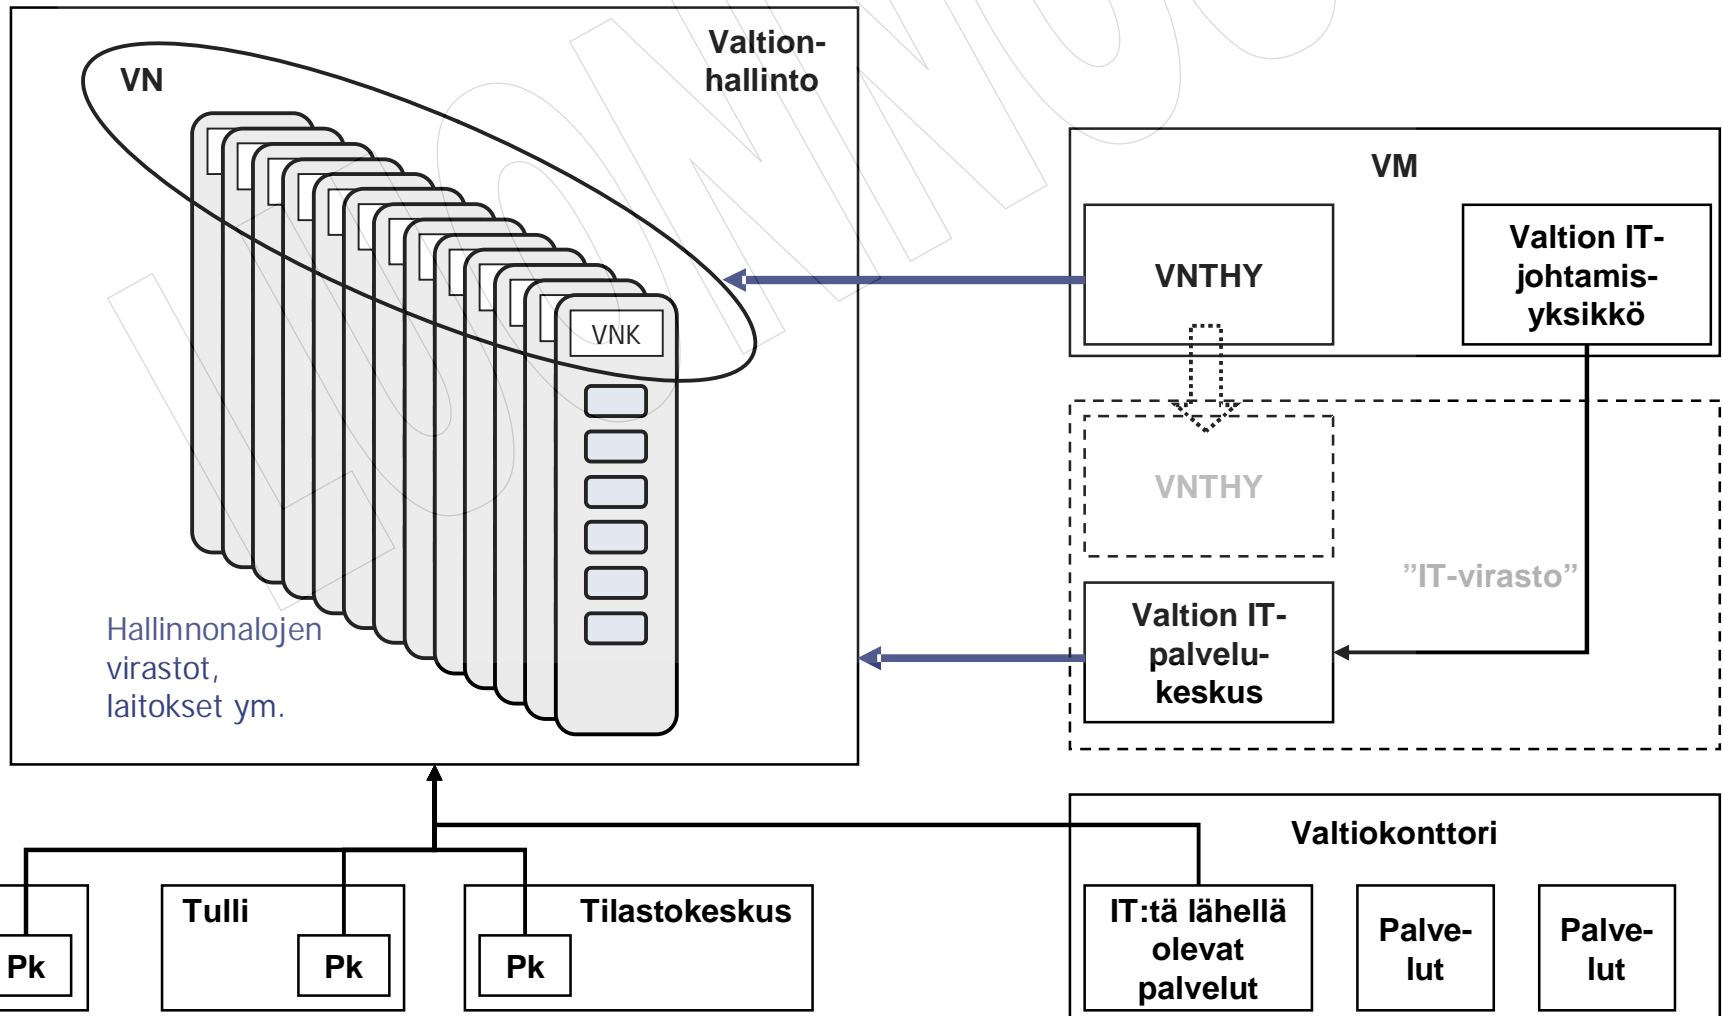 Valtion-
hallinto
VN
VNK
Hallinnonalojen
virastot,
laitokset ym.
VM
VNTHY
Valtion IT-
johtamis-
yksikkö
VNTHY
”IT-virasto”
Valtion IT-
palvelu-
keskus
Valtiokonttori
IT:tä lähellä
olevat
palvelut
Palve-
lut
Palve-
lut
Pk
Tulli
Pk
Tilastokeskus
Pk